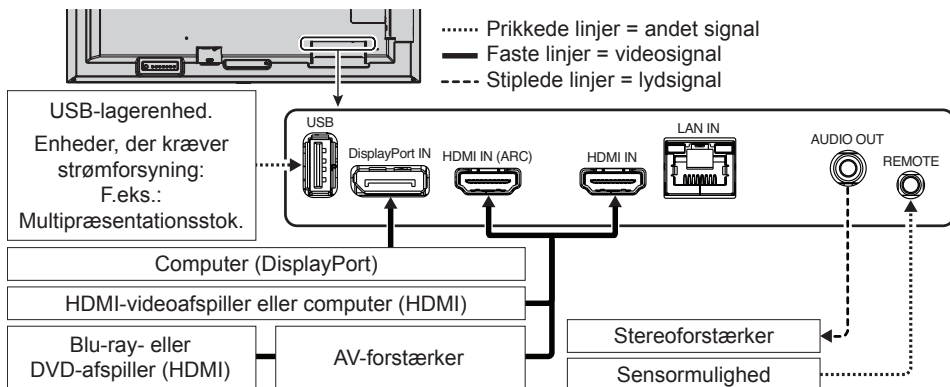 Prikkede linjer = andet signal
Faste linjer = videosignal
Stiplede linjer = lydsignal
USB-lagerenhed.
Enheder, der kræver
strømforsyning:
F.eks.:
Multipræsentationsstok.
USB
DisplayPort IN
HDMI IN (ARC)
HDMI IN
LAN IN
AUDIO OUT
REMOTE
Computer (DisplayPort)
HDMI-videoafspiller eller computer (HDMI)
Blu-ray- eller
DVD-afspiller (HDMI)
AV-forstærker
Stereoforstærker
Sensormulighed